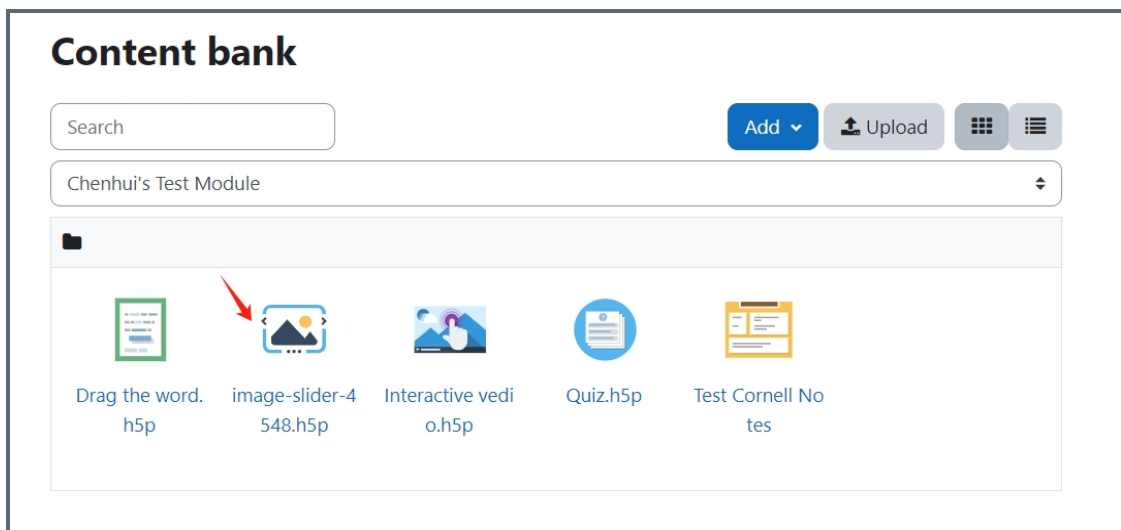 Content bank
Search
Add
Upload
Chenhui's Test Module
Drag the word.
h5p
image-slider-4
548.h5p
Interactive vedi
o.h5p
Quiz.h5p
Test Cornell No
tes